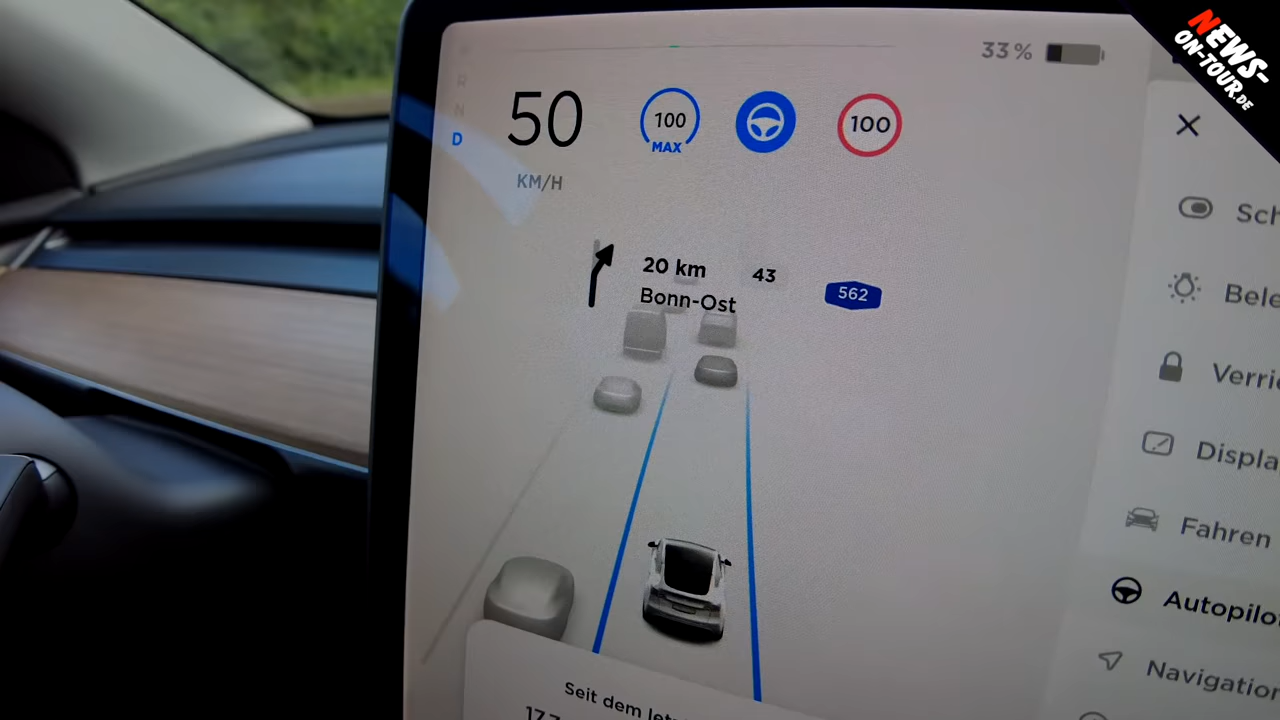 33%
NEWS-
ON-TOUR.DE
R
N
D
50
KM/H
100
MAX
100
20 km
43
Bonn-Ost
562
Sch
Bele
Verri
Displa
Fahren
Autopilo
Navigation
Seit dem let